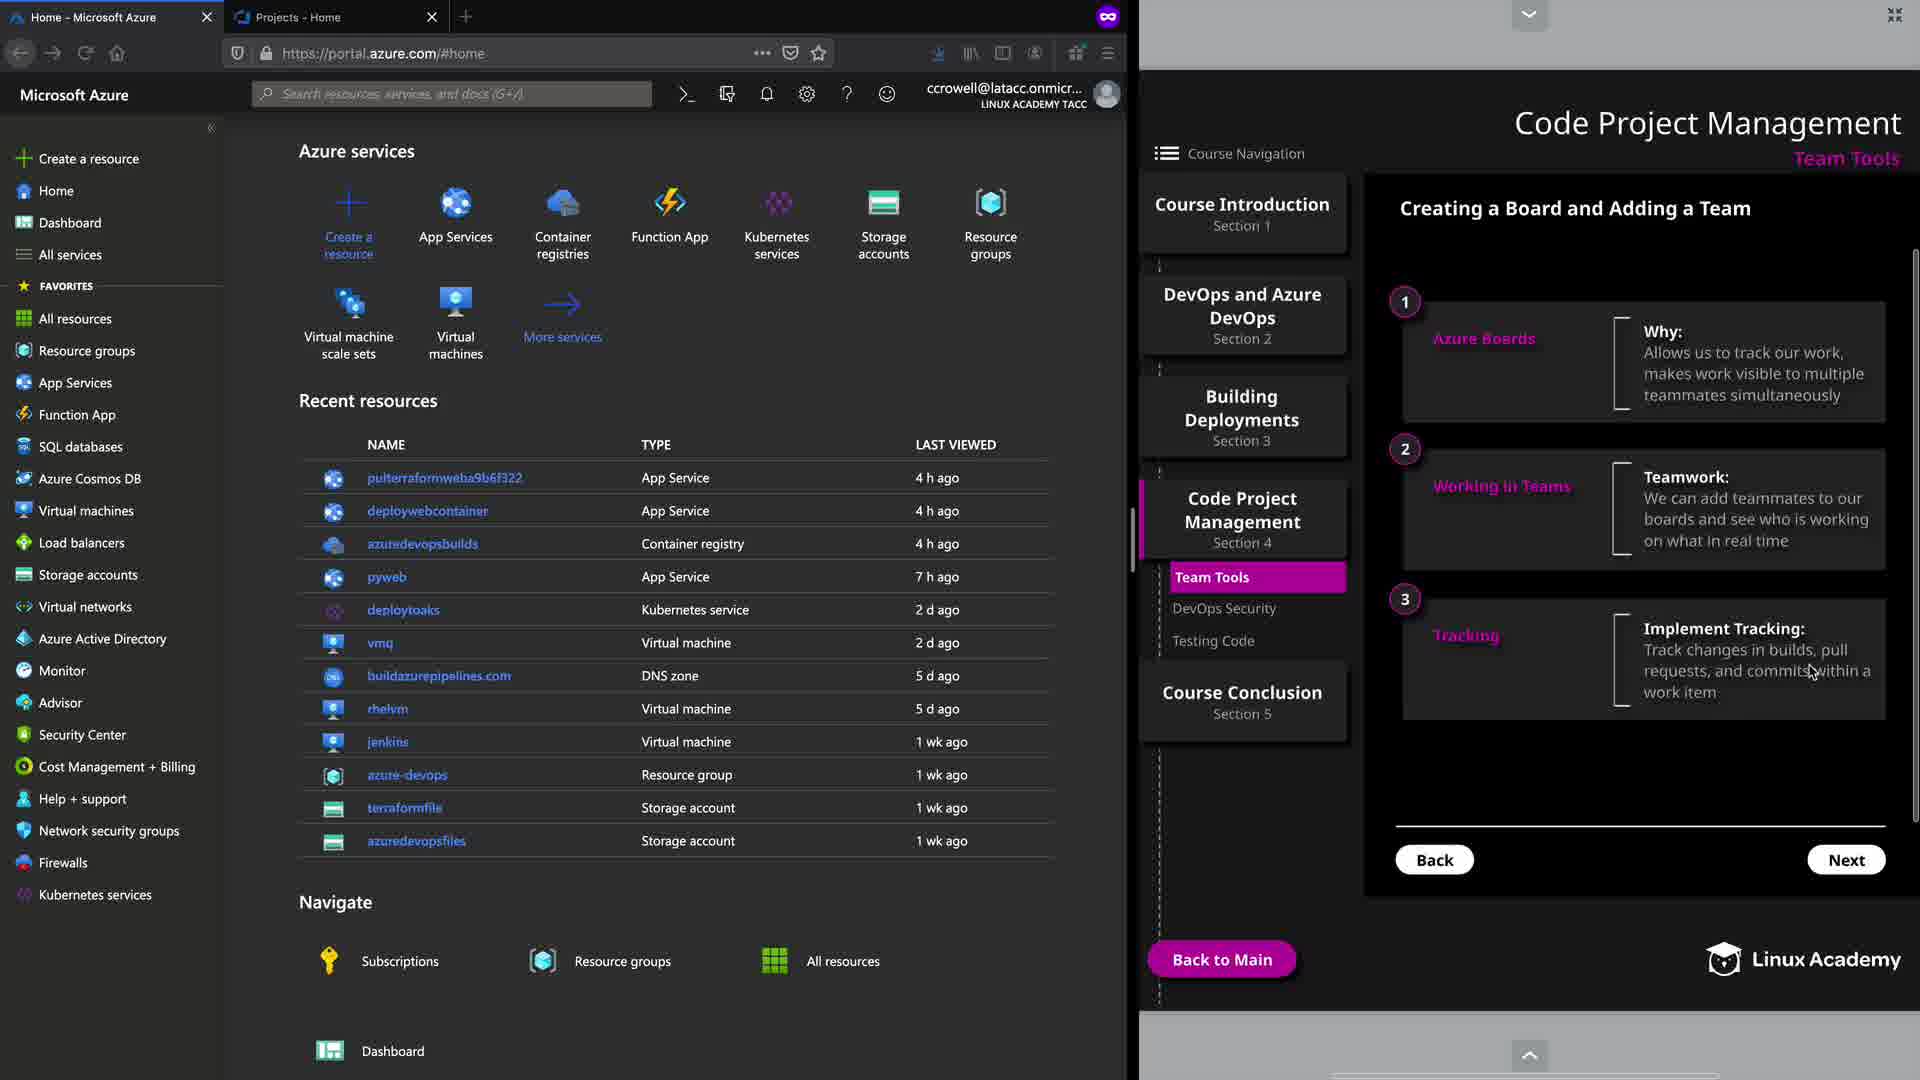 Home - Microsoft Azure
Projects - Home
https://portal.azure.com/#home
Microsoft Azure
Search resources, services, and docs (G+/)
ccrowell@latacc.onmicr...
LINUX ACADEMY TACC
Create a resource
Home
Dashboard
All services
FAVORITES
All resources
Resource groups
App Services
Function App
SQL databases
Azure Cosmos DB
Virtual machines
Load balancers
Storage accounts
Virtual networks
Azure Active Directory
Monitor
Advisor
Security Center
Cost Management + Billing
Help + support
Network security groups
Firewalls
Kubernetes services
Azure services
Create a
resource
App Services
Container
registries
Function App
Kubernetes
services
Storage
accounts
Resource
groups
Virtual machine
scale sets
Virtual
machines
More services
Recent resources
NAME TYPE LAST VIEWED
pulterraformweba9b6f322 App Service 4 h ago
deploywebcontainer App Service 4 h ago
azuredevopsbuilds Container registry 4 h ago
pyweb App Service 7 h ago
deploytoaks Kubernetes service 2 d ago
vmq Virtual machine 2 d ago
buildazurepipelines.com DNS zone 5 d ago
rhelvm Virtual machine 5 d ago
jenkins Virtual machine 1 wk ago
azure-devops Resource group 1 wk ago
terraformfile Storage account 1 wk ago
azuredevopsfiles Storage account 1 wk ago
Navigate
Subscriptions
Resource groups
All resources
Dashboard
Code Project Management
Team Tools
Course Navigation
Course Introduction
Section 1
DevOps and Azure
DevOps
Section 2
Building
Deployments
Section 3
Code Project
Management
Section 4
Team Tools
DevOps Security
Testing Code
Course Conclusion
Section 5
Back to Main
Creating a Board and Adding a Team
1
Azure Boards
Why:
Allows us to track our work,
makes work visible to multiple
teammates simultaneously
2
Working in Teams
Teamwork:
We can add teammates to our
boards and see who is working
on what in real time
3
Tracking
Implement Tracking:
Track changes in builds, pull
requests, and commits within a
work item
Back
Next
Linux Academy